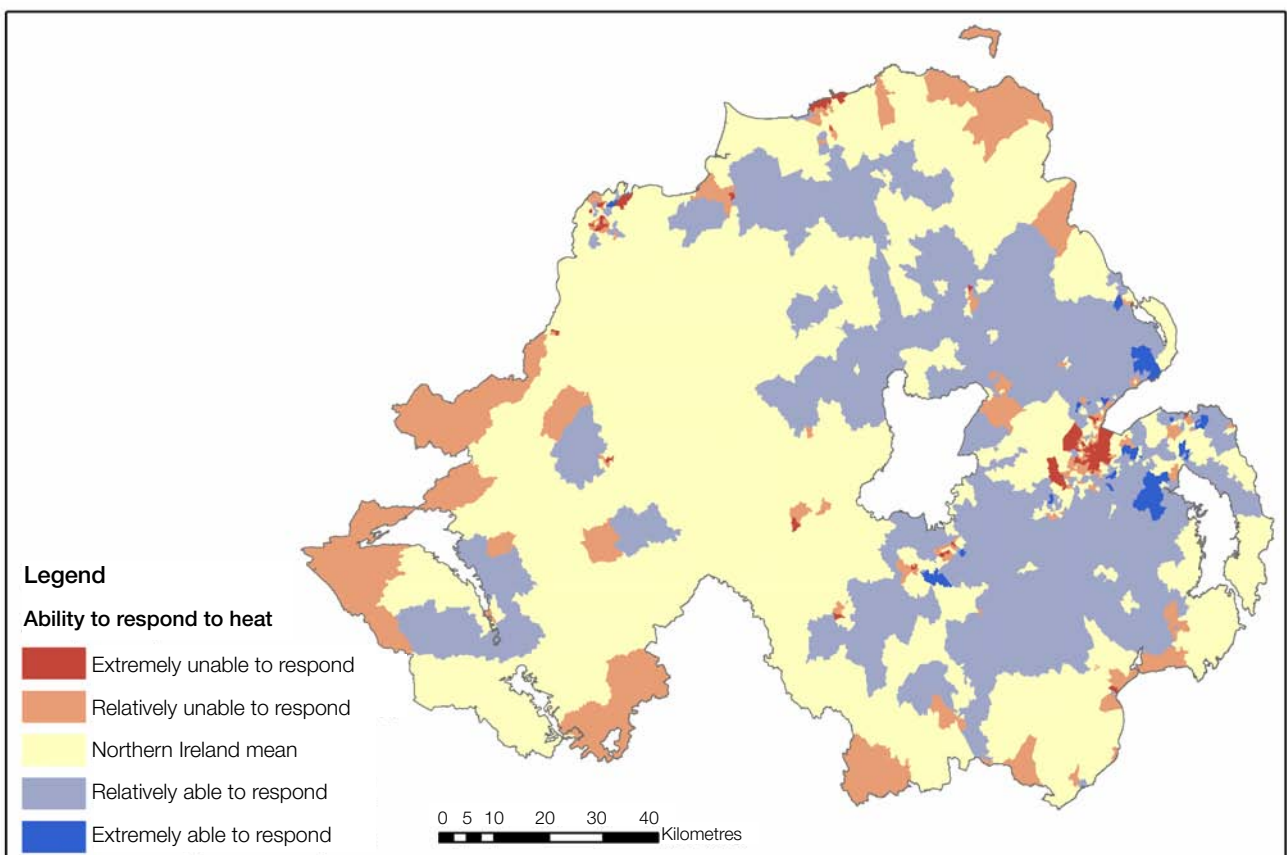 Legend
Ability to respond to heat
Extremely unable to respond
Relatively unable to respond
Northern Ireland mean
Relatively able to respond
Extremely able to respond
0 5 10 20 30 40
Kilometres